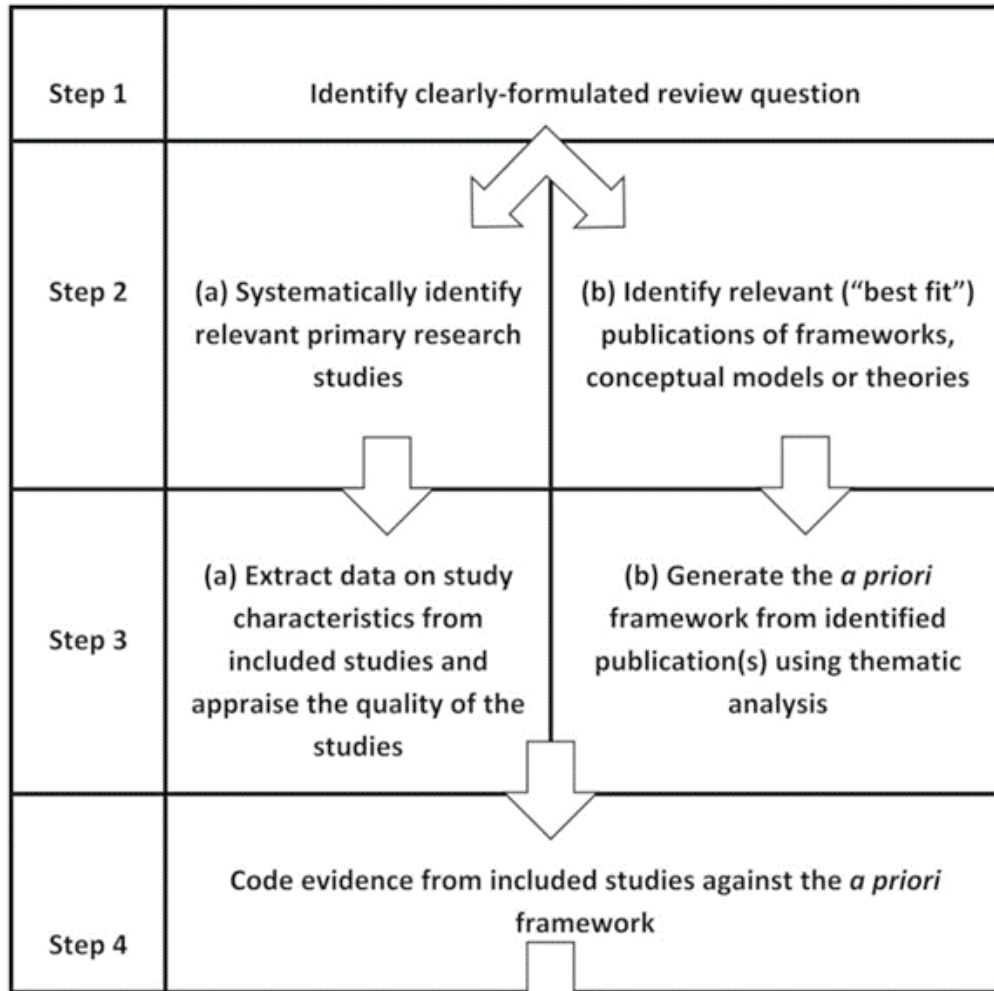 Step 1
Identify clearly-formulated review question
Step 2
(a) Systematically identify
relevant primary research
studies
(b) Identify relevant (“best fit”)
publications of frameworks,
conceptual models or theories
Step 3
(a) Extract data on study
characteristics from
included studies and
appraise the quality of the
studies
(b) Generate the a priori
framework from identified
publication(s) using thematic
analysis
Step 4
Code evidence from included studies against the a priori
framework